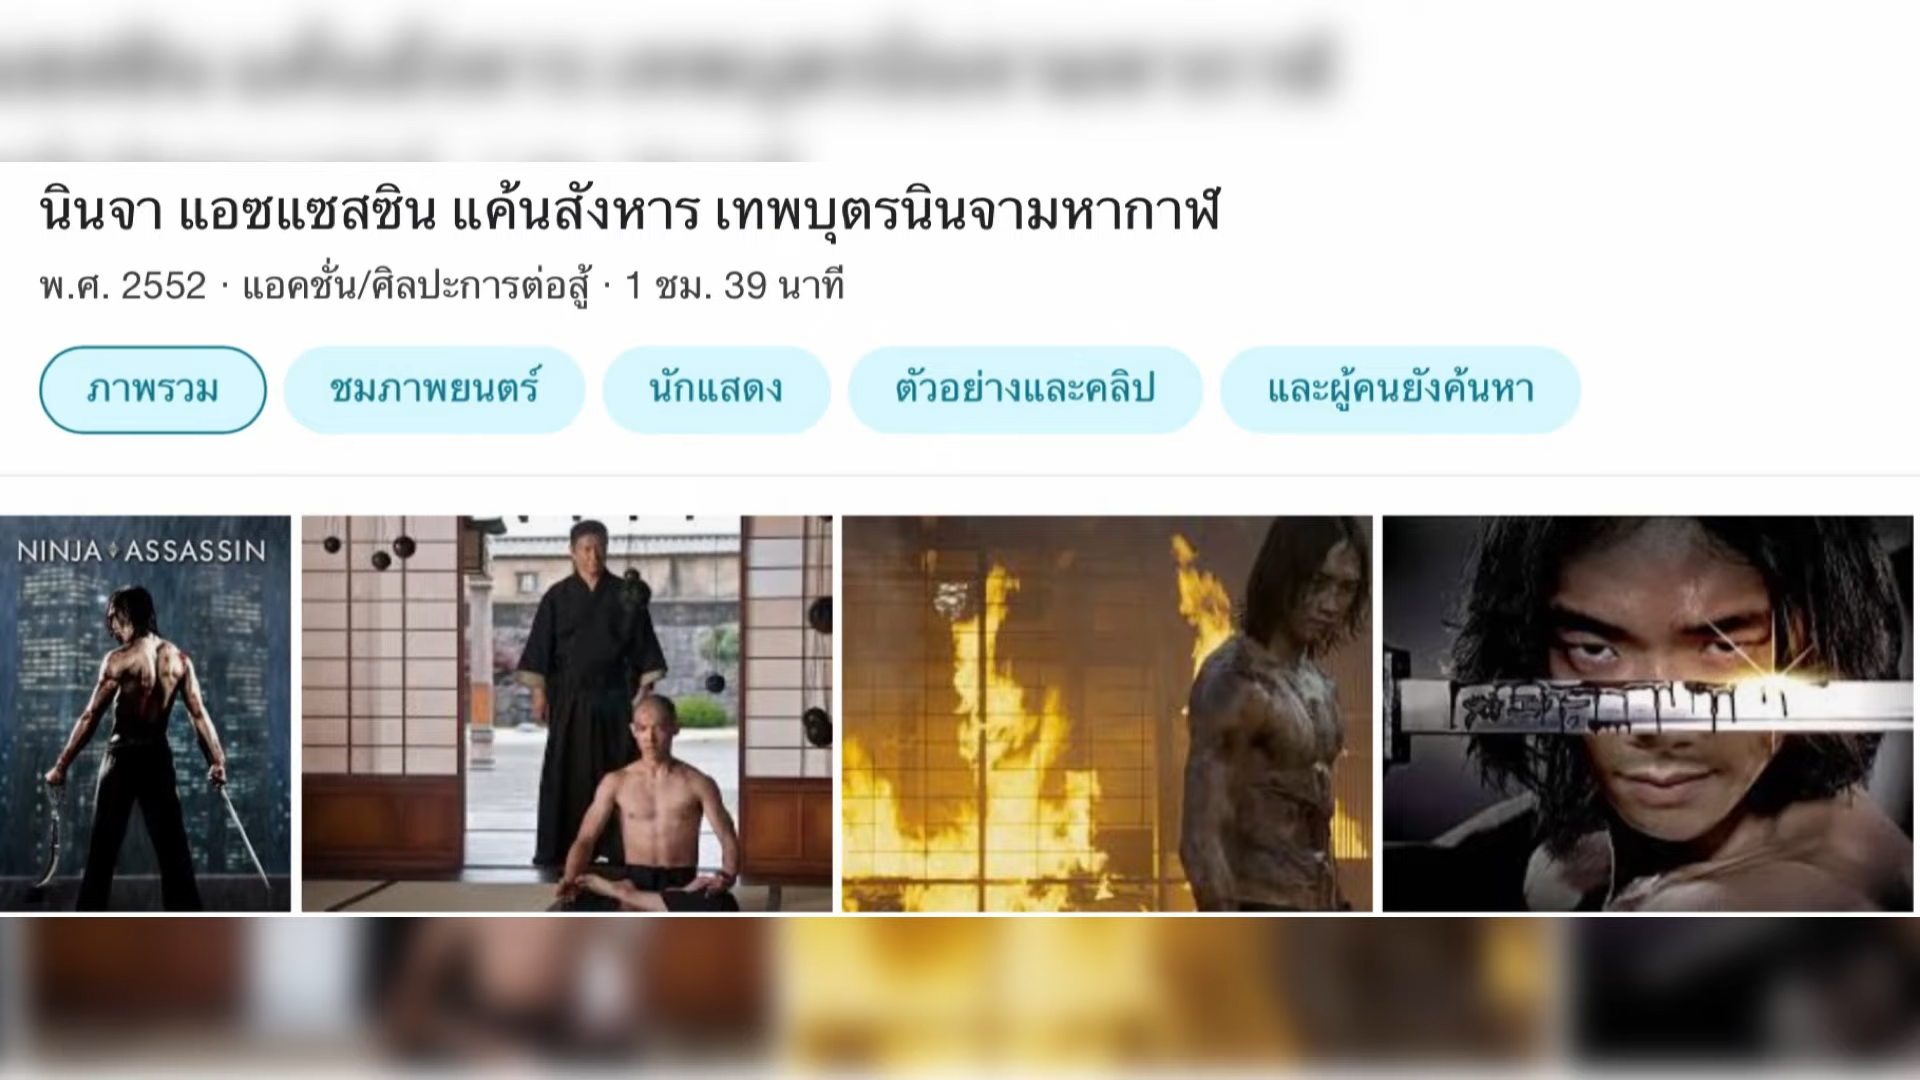 นินจา แอซแซสซิน แค้นสังหาร เทพบุตรนินจามหากาฬ
พ.ศ. 2552 · แอคชั่น/ศิลปะการต่อสู้ · 1 ชม. 39 นาที
ภาพรวม ชมภาพยนตร์ นักแสดง ตัวอย่างและคลิป และผู้คนยังค้นหา
NINJA ASSASSIN